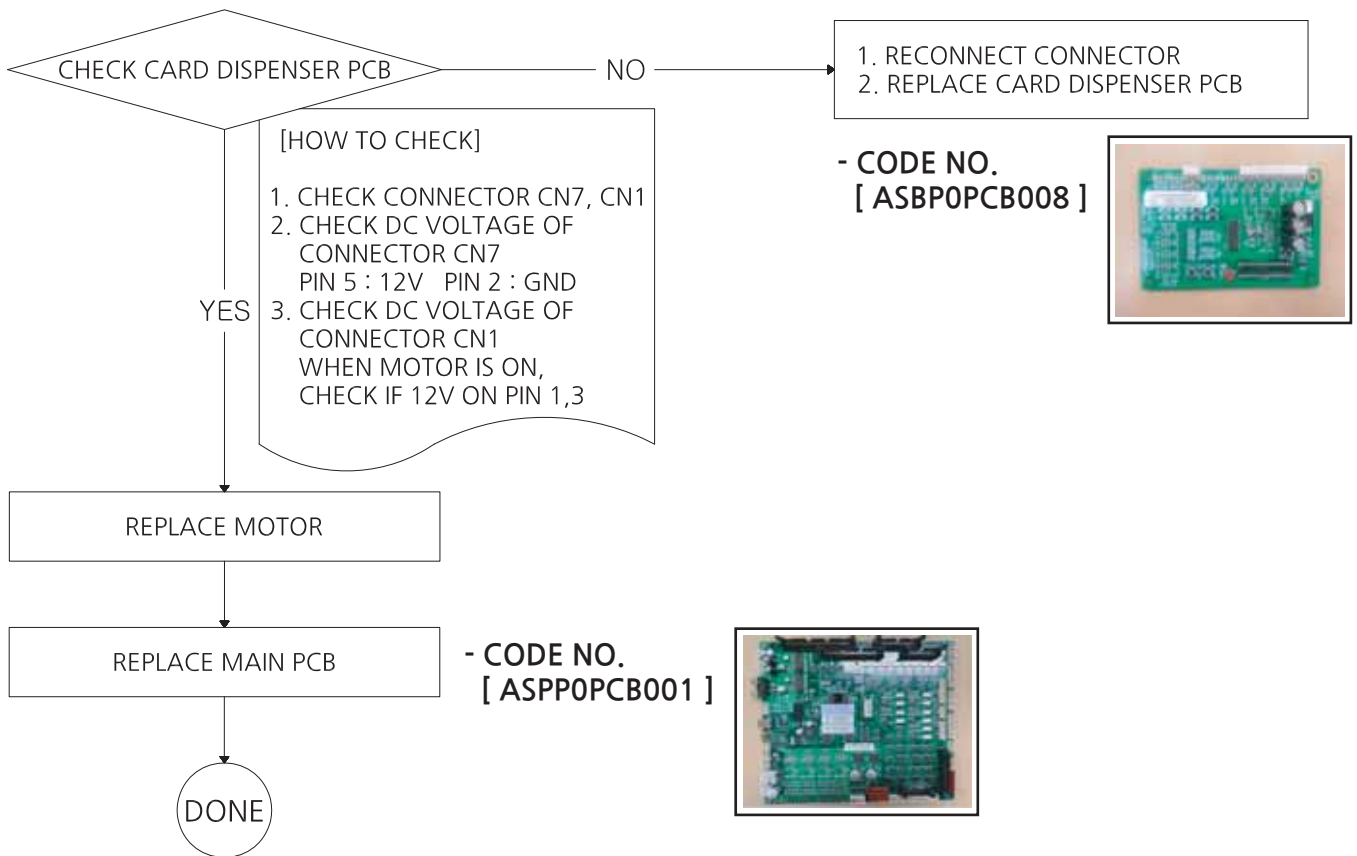 CHECK CARD DISPENSER PCB
NO
1. RECONNECT CONNECTOR
2. REPLACE CARD DISPENSER PCB
- CODE NO.
[ ASBP0PCB008 ]
[HOW TO CHECK]
1. CHECK CONNECTOR CN7, CN1
2. CHECK DC VOLTAGE OF
CONNECTOR CN7
PIN 5 : 12V PIN 2 : GND
3. CHECK DC VOLTAGE OF
CONNECTOR CN1
WHEN MOTOR IS ON,
CHECK IF 12V ON PIN 1,3
YES
REPLACE MOTOR
REPLACE MAIN PCB
- CODE NO.
[ ASPP0PCB001 ]
DONE